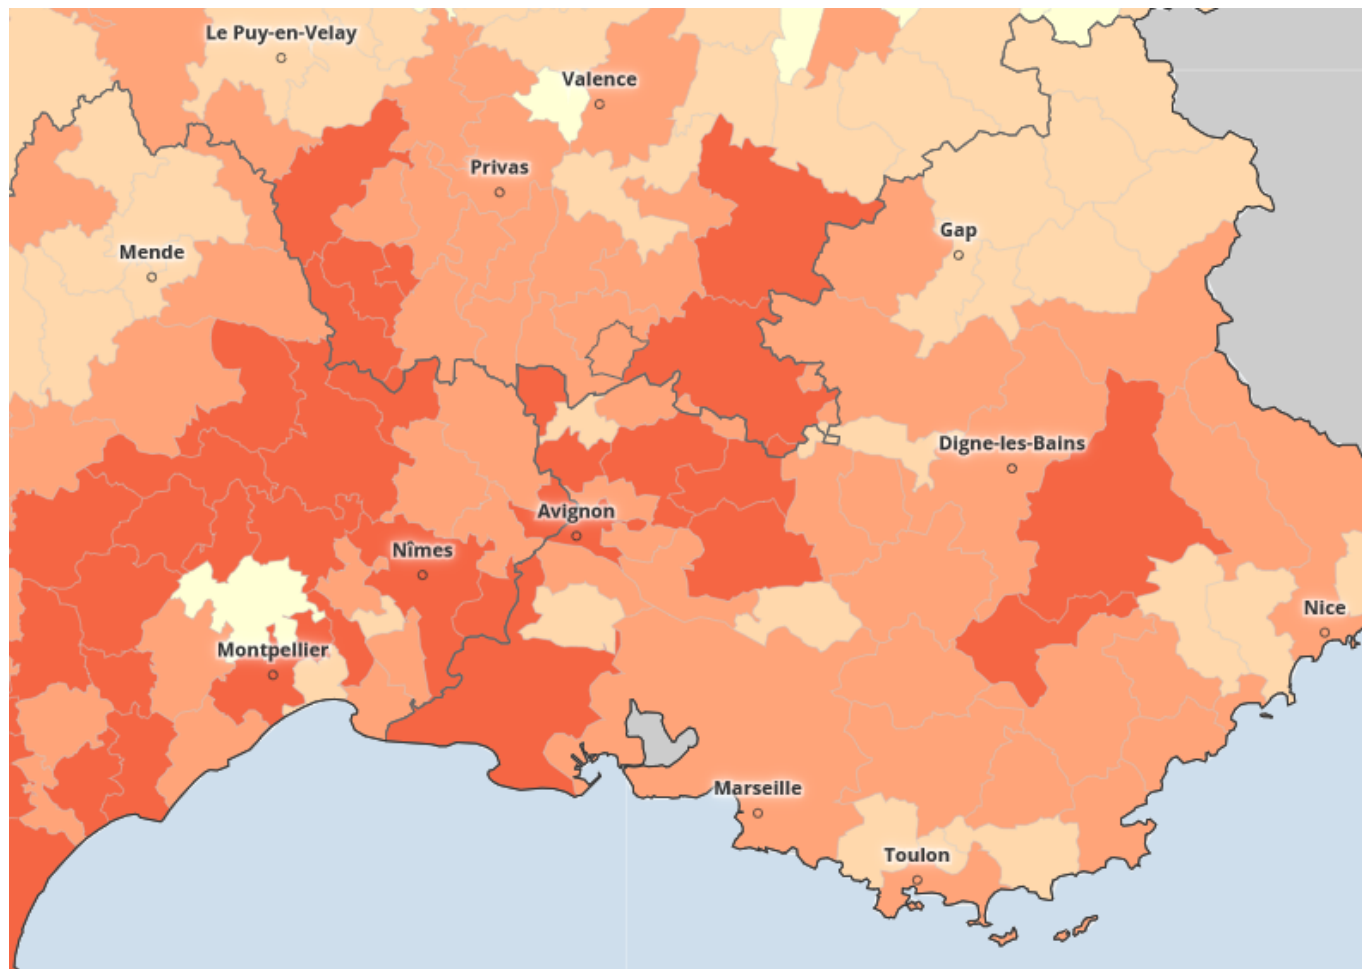 Le Puy-en-Velay
Valence
Privas
Gap
Mende
Digne-les-Bains
Avignon
Nîmes
Nice
Montpellier
Marseille
Toulon